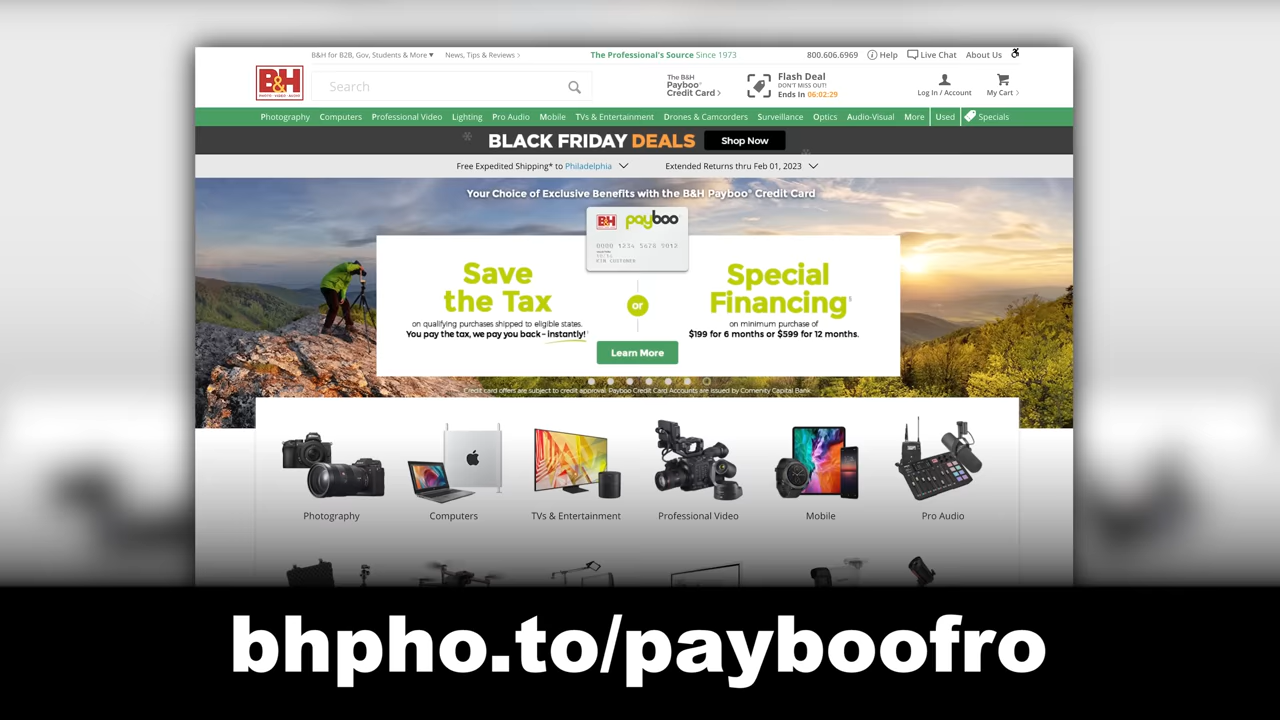 B&H for B2B, Gov, Students & More ▾ News, Tips & Reviews >
The Professional's Source Since 1973
800.606.6969 Help Live Chat About Us
B&H
PHOTO · VIDEO · AUDIO
Search
The B&H
Payboo®
Credit Card >
Flash Deal
DON'T MISS OUT!
Ends In 06:02:29
Log In / Account
My Cart >
Photography Computers Professional Video Lighting Pro Audio Mobile TVs & Entertainment Drones & Camcorders Surveillance Optics Audio-Visual More Used Specials
BLACK FRIDAY DEALS Shop Now
Free Expedited Shipping* to Philadelphia Extended Returns thru Feb 01, 2023
Your Choice of Exclusive Benefits with the B&H Payboo® Credit Card
B&H payboo
Save
the Tax
on qualifying purchases shipped to eligible states.
You pay the tax, we pay you back – instantly!
or
Special
Financing
on minimum purchase of
$199 for 6 months or $599 for 12 months.
Learn More
Credit card offers are subject to credit approval. Payboo Credit Card Accounts are issued by Comenity Capital Bank.
Photography
Computers
TVs & Entertainment
Professional Video
Mobile
Pro Audio
bhpho.to/payboofro